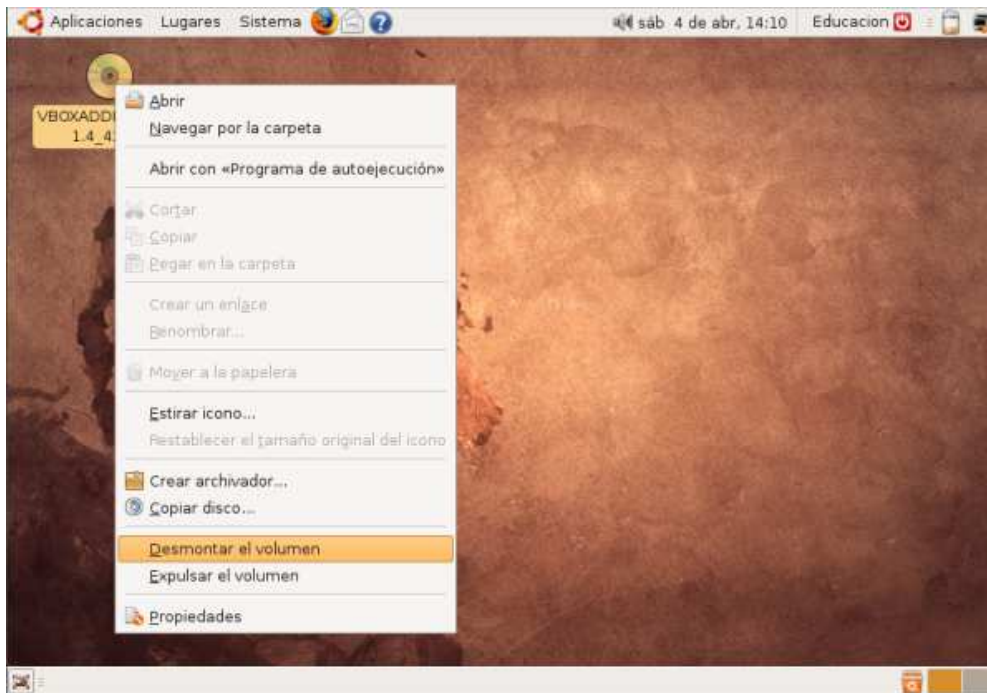 Aplicaciones Lugares Sistema
sáb 4 de abr, 14:10 Educacion
VBOXADD
1.4_4
Abrir
Navegar por la carpeta
Abrir con «Programa de autoejecución»
Cortar
Copiar
Pegar en la carpeta
Crear un enlace
Renombrar...
Mover a la papelera
Estirar icono...
Restablecer el tamaño original del icono
Crear archivador...
Copiar disco...
Desmontar el volumen
Expulsar el volumen
Propiedades